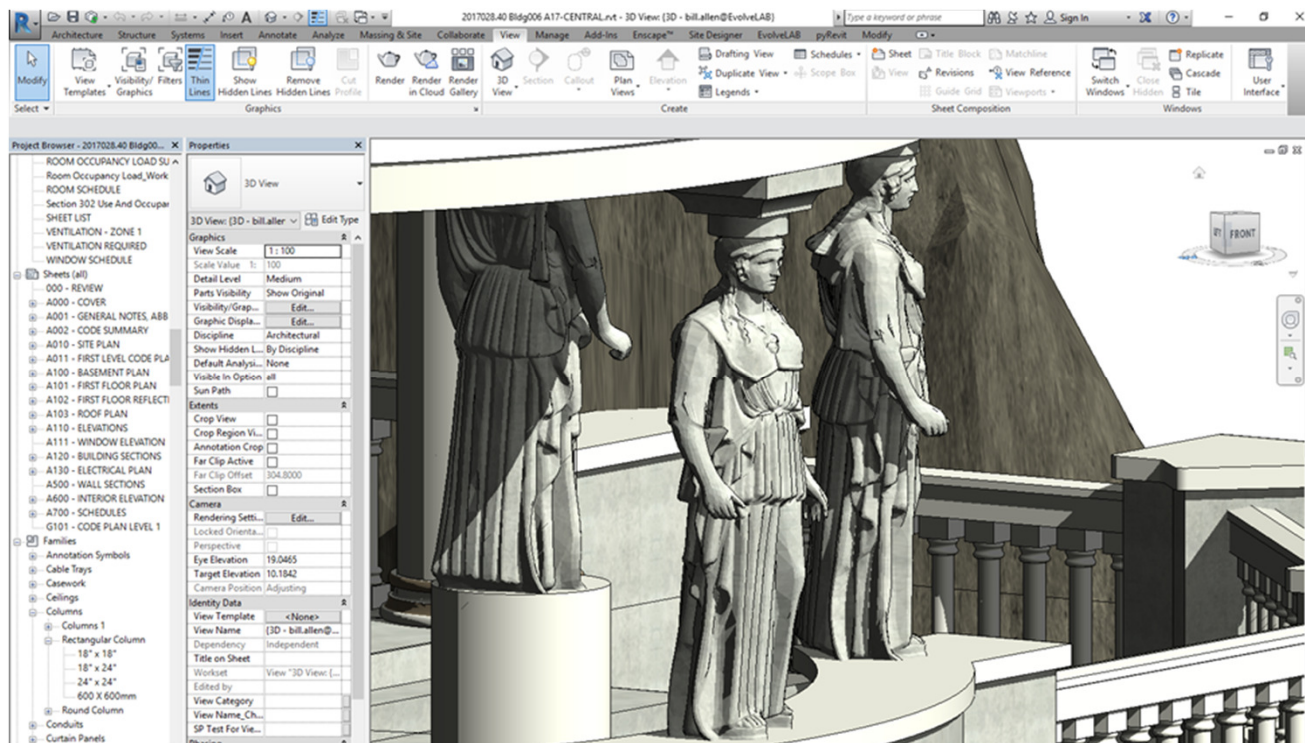 2017028.40 Bldg006 A17-CENTRAL.rvt - 3D View: {3D - bill.allen@EvolveLAB}
Type a keyword or phrase
Sign In
Architecture Structure Systems Insert Annotate Analyze Massing & Site Collaborate View Manage Add-Ins Enscape™ Site Designer EvolveLAB pyRevit Modify
Modify
View Templates
Visibility/ Graphics
Filters
Thin Lines
Show Hidden Lines
Remove Hidden Lines
Cut Profile
Render
Render in Cloud
Render Gallery
3D View
Section
Callout
Plan Views
Elevation
Drafting View
Duplicate View
Legends
Schedules
Scope Box
Sheet
View
Title Block
Revisions
Guide Grid
Matchline
View Reference
Viewports
Switch Windows
Close Hidden
Replicate
Cascade
Tile
User Interface
Select
Graphics
Create
Sheet Composition
Windows
Project Browser - 2017028.40 Bldg00...
ROOM OCCUPANCY LOAD SU
Room Occupancy Load_Work
ROOM SCHEDULE
Section 302 Use And Occupar
SHEET LIST
VENTILATION - ZONE 1
VENTILATION REQUIRED
WINDOW SCHEDULE
Sheets (all)
000 - REVIEW
A000 - COVER
A001 - GENERAL NOTES, ABB
A002 - CODE SUMMARY
A010 - SITE PLAN
A011 - FIRST LEVEL CODE PLA
A100 - BASEMENT PLAN
A101 - FIRST FLOOR PLAN
A102 - FIRST FLOOR REFLECTI
A103 - ROOF PLAN
A110 - ELEVATIONS
A111 - WINDOW ELEVATION
A120 - BUILDING SECTIONS
A130 - ELECTRICAL PLAN
A500 - WALL SECTIONS
A600 - INTERIOR ELEVATION
A700 - SCHEDULES
G101 - CODE PLAN LEVEL 1
Families
Annotation Symbols
Cable Trays
Casework
Ceilings
Columns
Columns 1
Rectangular Column
18" x 18"
18" x 24"
24" x 24"
600 X 600mm
Round Column
Conduits
Curtain Panels
Properties
3D View
3D View: {3D - bill.aller
Edit Type
Graphics
View Scale 1 : 100
Scale Value 1: 100
Detail Level Medium
Parts Visibility Show Original
Visibility/Grap... Edit...
Graphic Displa... Edit...
Discipline Architectural
Show Hidden L... By Discipline
Default Analysi... None
Visible In Option all
Sun Path
Extents
Crop View
Crop Region Vi...
Annotation Crop
Far Clip Active
Far Clip Offset 304.8000
Section Box
Camera
Rendering Setti... Edit...
Locked Orienta...
Perspective
Eye Elevation 19.0465
Target Elevation 10.1842
Camera Position Adjusting
Identity Data
View Template <None>
View Name {3D - bill.allen@...
Dependency Independent
Title on Sheet
Workset View "3D View: {...
Edited by
View Category
View Name_Ch...
SP Test For Vie...
FRONT